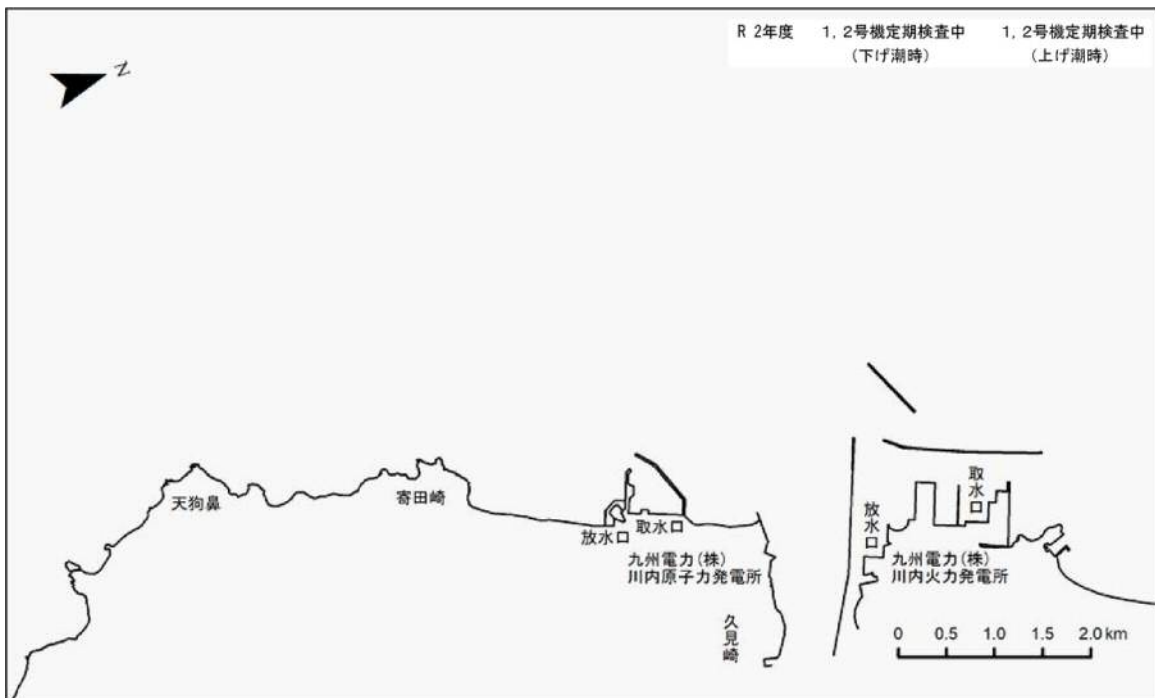 R 2年度 1, 2号機定期検査中 1, 2号機定期検査中
(下げ潮時) (上げ潮時)
N
天狗鼻
寄田崎
放水口
取水口
九州電力(株)
川内原子力発電所
久見崎
放水口
取水口
九州電力(株)
川内火力発電所
0 0.5 1.0 1.5 2.0 km